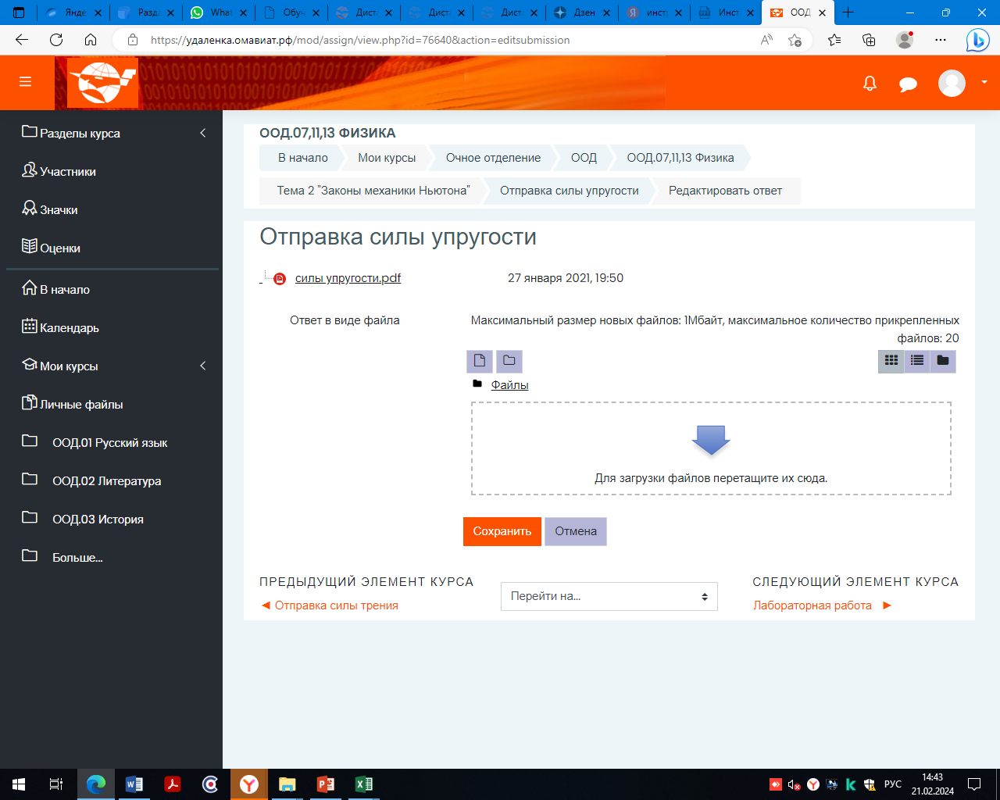 Яндe
Разд
What
Обуч
Дист
Дист
Дист
Дзен
инст
Инст
ООД
https://удаленка.омавиат.рф/mod/assign/view.php?id=76640&action=editsubmission
Разделы курса
Участники
Значки
Оценки
В начало
Календарь
Мои курсы
Личные файлы
ООД.01 Русский язык
ООД.02 Литература
ООД.03 История
Больше...
ООД.07,11,13 ФИЗИКА
В начало
Мои курсы
Очное отделение
ООД
ООД.07,11,13 Физика
Тема 2 "Законы механики Ньютона"
Отправка силы упругости
Редактировать ответ
Отправка силы упругости
силы упругости.pdf
27 января 2021, 19:50
Ответ в виде файла
Максимальный размер новых файлов: 1Мбайт, максимальное количество прикрепленных
файлов: 20
Файлы
Для загрузки файлов перетащите их сюда.
Сохранить
Отмена
ПРЕДЫДУЩИЙ ЭЛЕМЕНТ КУРСА
◄ Отправка силы трения
Перейти на...
СЛЕДУЮЩИЙ ЭЛЕМЕНТ КУРСА
Лабораторная работа ►
РУС
14:43
21.02.2024